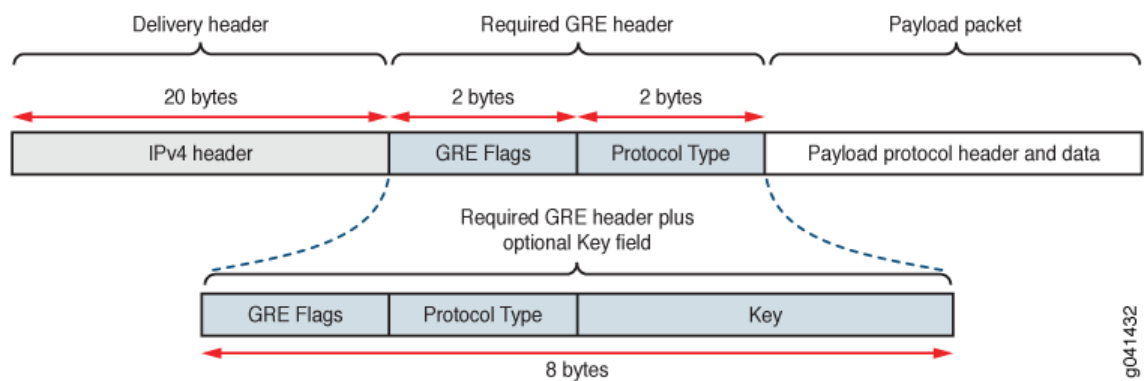 Delivery header
Required GRE header
Payload packet
20 bytes
2 bytes
2 bytes
IPv4 header
GRE Flags
Protocol Type
Payload protocol header and data
Required GRE header plus
optional Key field
GRE Flags
Protocol Type
Key
8 bytes
g041432